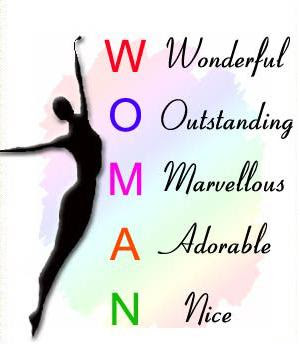 W Wonderful
O Outstanding
M Marvellous
A Adorable
N Nice